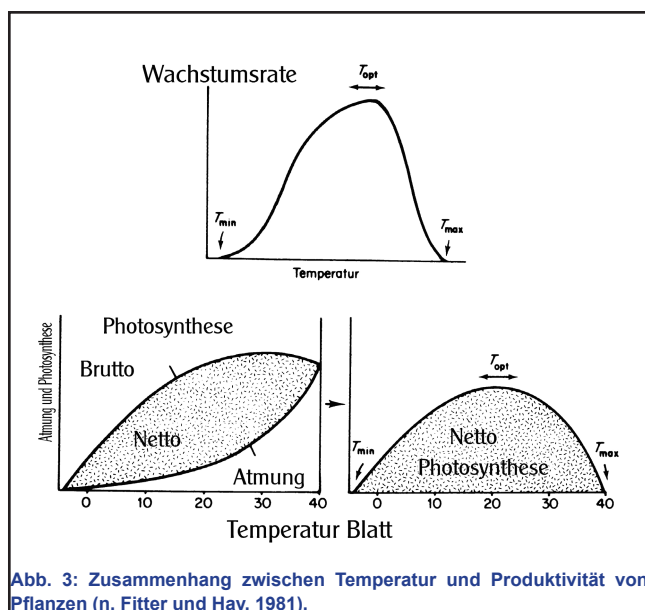 Wachstumsrate
Topt
Tmin
Tmax
Temperatur
Atmung und Photosynthese
Photosynthese
Brutto
Netto
Atmung
0 10 20 30 40
Topt
Tmin
Tmax
Netto
Photosynthese
0 10 20 30 40
Temperatur Blatt
Abb. 3: Zusammenhang zwischen Temperatur und Produktivität von
Pflanzen (n. Fitter und Hay, 1981).